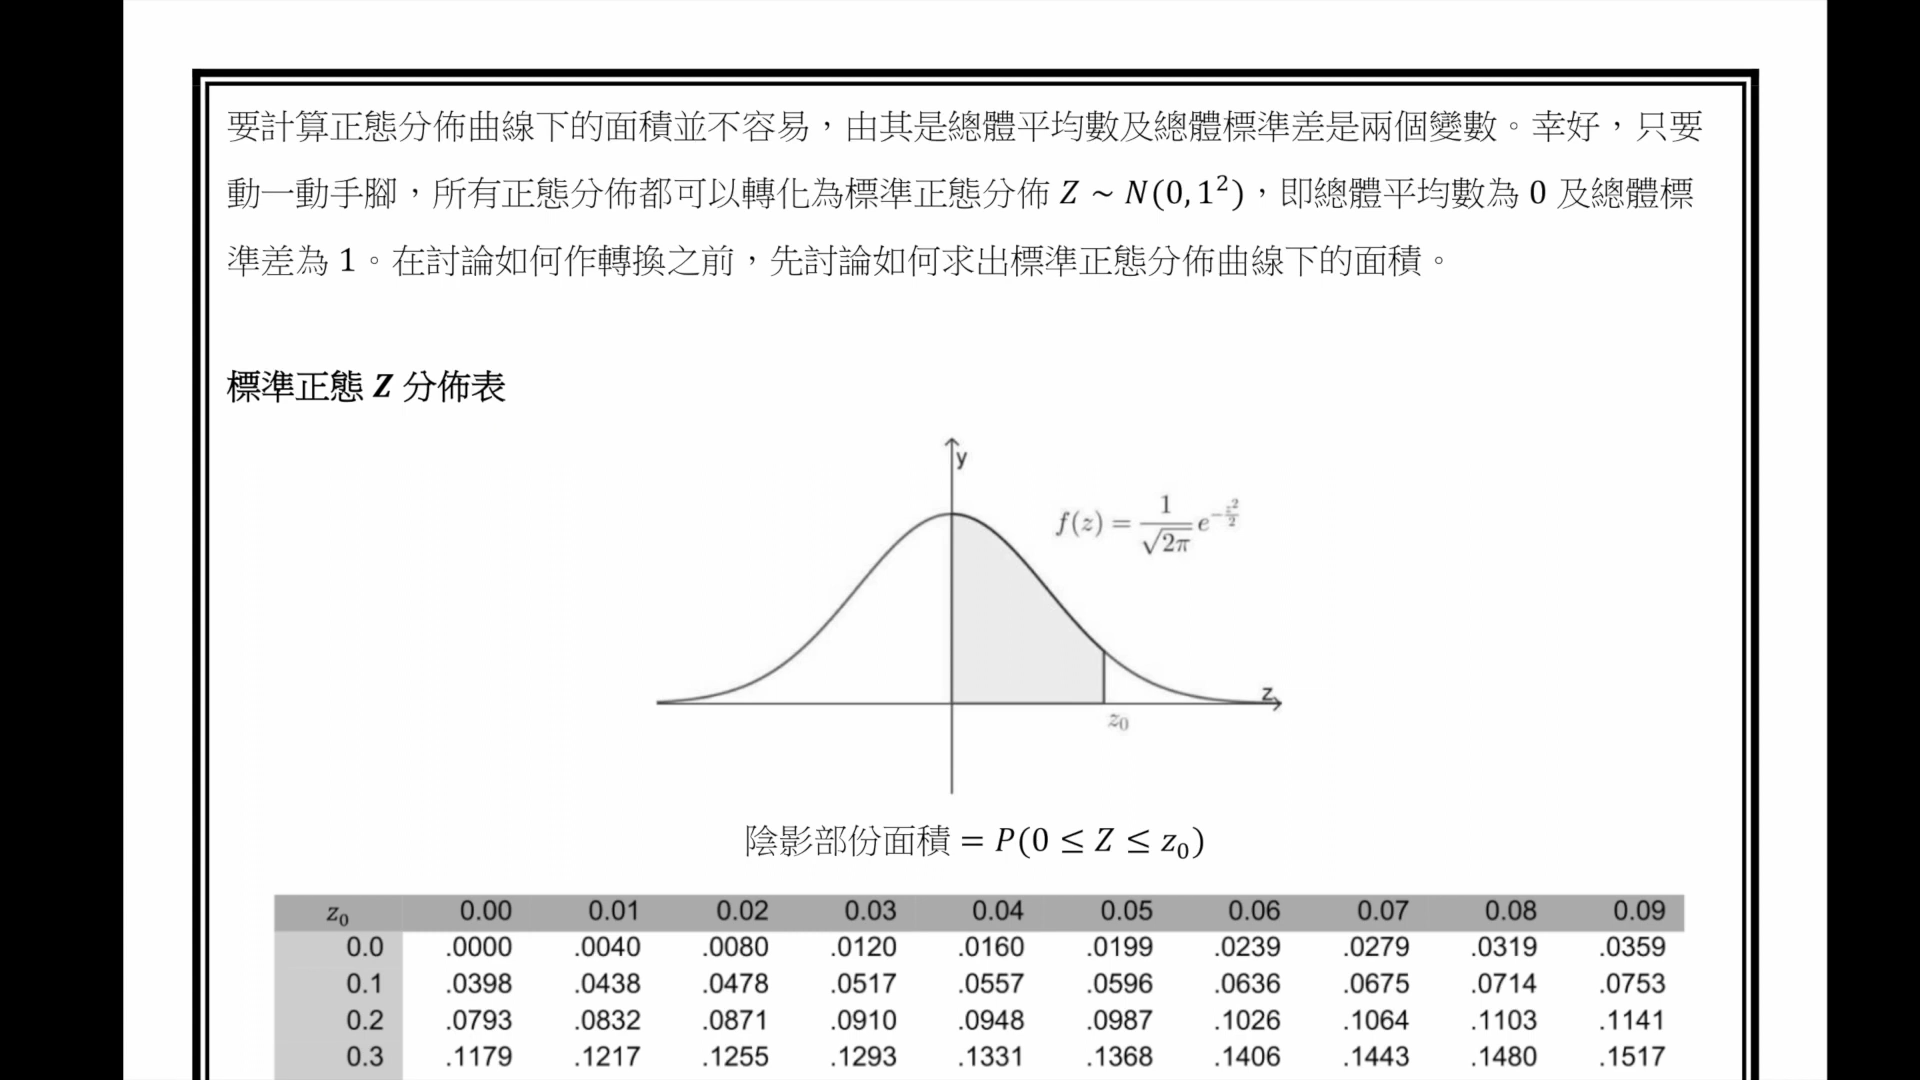 要計算正態分佈曲線下的面積並不容易，由其是總體平均數及總體標準差是兩個變數。幸好，只要
動一動手腳，所有正態分佈都可以轉化為標準正態分佈 Z ~ N(0, 1²)，即總體平均數為 0 及總體標
準差為 1。在討論如何作轉換之前，先討論如何求出標準正態分佈曲線下的面積。
標準正態 Z 分佈表
y
f(z) = 1/√2π e^(-z²/2)
z
z₀
陰影部份面積 = P(0 ≤ Z ≤ z₀)
z₀ 0.00 0.01 0.02 0.03 0.04 0.05 0.06 0.07 0.08 0.09
0.0 .0000 .0040 .0080 .0120 .0160 .0199 .0239 .0279 .0319 .0359
0.1 .0398 .0438 .0478 .0517 .0557 .0596 .0636 .0675 .0714 .0753
0.2 .0793 .0832 .0871 .0910 .0948 .0987 .1026 .1064 .1103 .1141
0.3 .1179 .1217 .1255 .1293 .1331 .1368 .1406 .1443 .1480 .1517